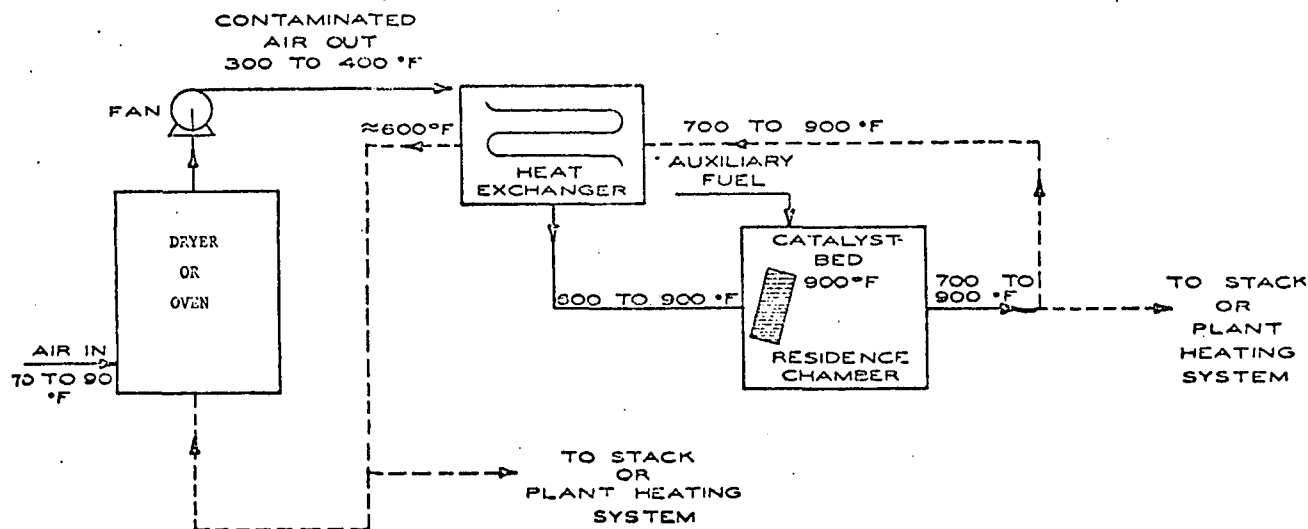 CONTAMINATED
AIR OUT
300 TO 400 °F
FAN
≈600°F
700 TO 900 °F
HEAT
EXCHANGER
AUXILIARY
FUEL
DRYER
OR
OVEN
CATALYST-
BED
900°F
700 TO
900 °F
TO STACK
OR
PLANT
HEATING
SYSTEM
TO 900 °F
AIR IN
70 TO 90
°F
RESIDENCE
CHAMBER
TO STACK
OR
PLANT HEATING
SYSTEM